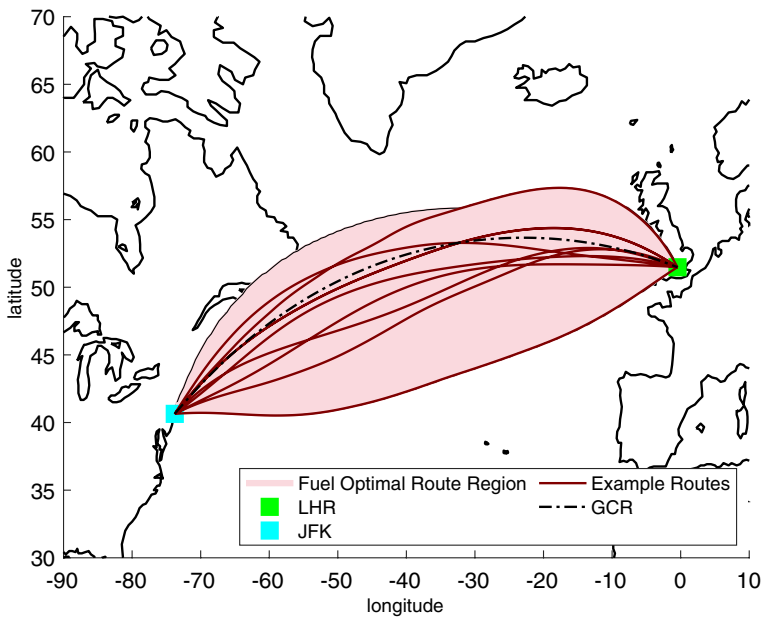 70
65
60
55
50
45
40
35
30
latitude
Fuel Optimal Route Region
Example Routes
LHR
GCR
JFK
-90 -80 -70 -60 -50 -40 -30 -20 -10 0 10
longitude